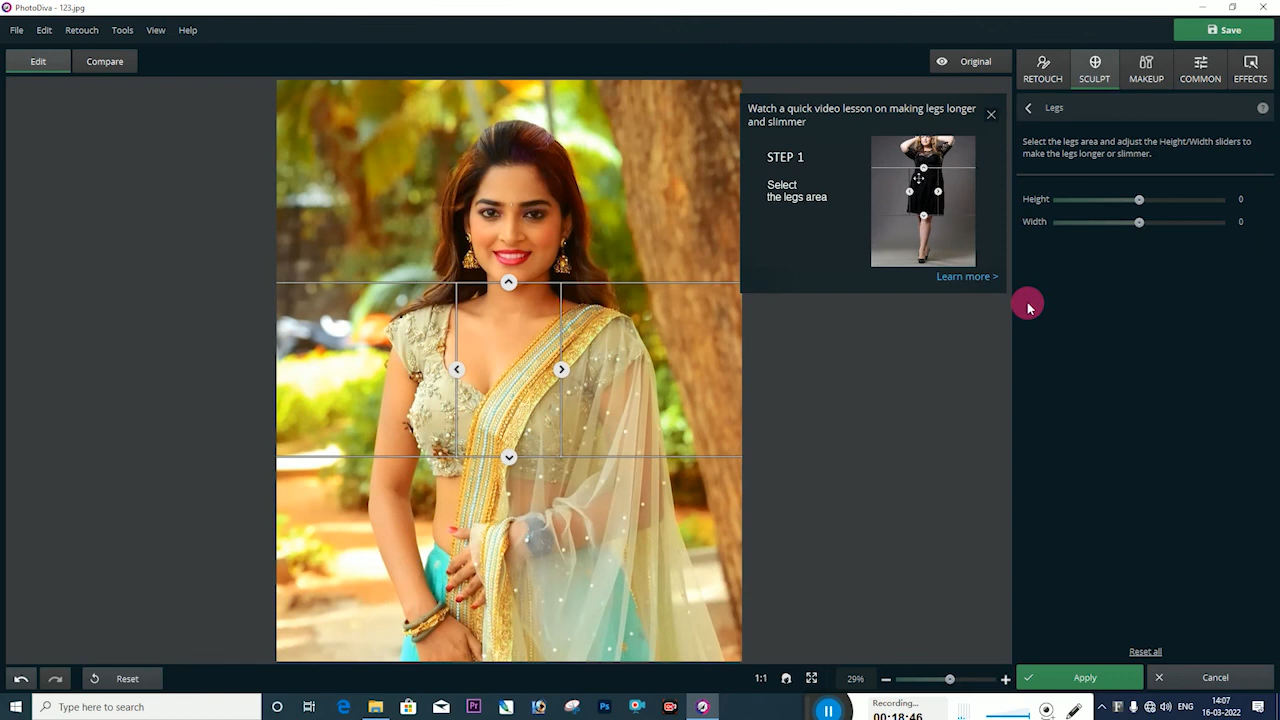 PhotoDiva - 123.jpg
File Edit Retouch Tools View Help
Save
Edit Compare
Original
RETOUCH SCULPT MAKEUP COMMON EFFECTS
Watch a quick video lesson on making legs longer
and slimmer
STEP 1
Select
the legs area
Learn more >
Legs
Select the legs area and adjust the Height/Width sliders to
make the legs longer or slimmer.
Height 0
Width 0
Reset all
Reset
1:1
29%
Apply
Cancel
Type here to search
Pr
Ps
Recording...
00:18:46
ENG
14:07
16-03-2022